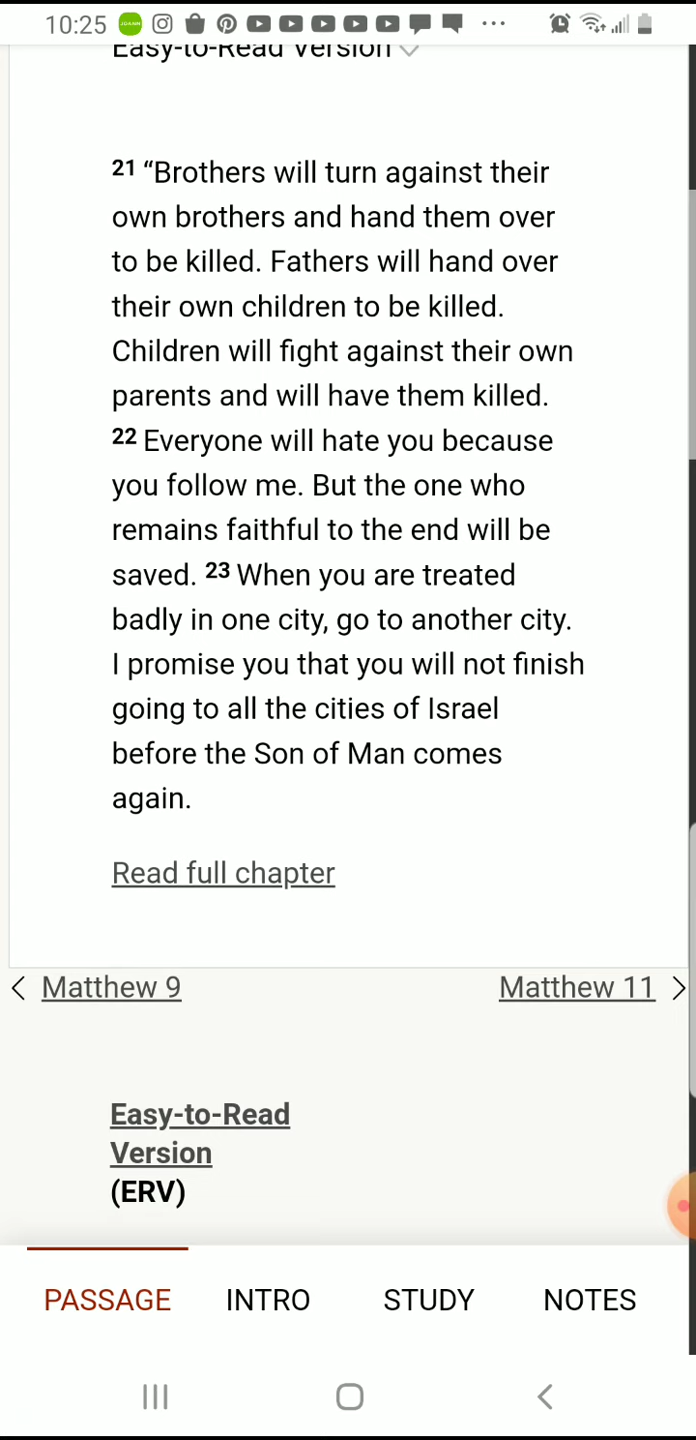 10:25 JOANN ...
Easy-to-Read Version
21 “Brothers will turn against their
own brothers and hand them over
to be killed. Fathers will hand over
their own children to be killed.
Children will fight against their own
parents and will have them killed.
22 Everyone will hate you because
you follow me. But the one who
remains faithful to the end will be
saved. 23 When you are treated
badly in one city, go to another city.
I promise you that you will not finish
going to all the cities of Israel
before the Son of Man comes
again.
Read full chapter
< Matthew 9 Matthew 11 >
Easy-to-Read
Version
(ERV)
PASSAGE INTRO STUDY NOTES